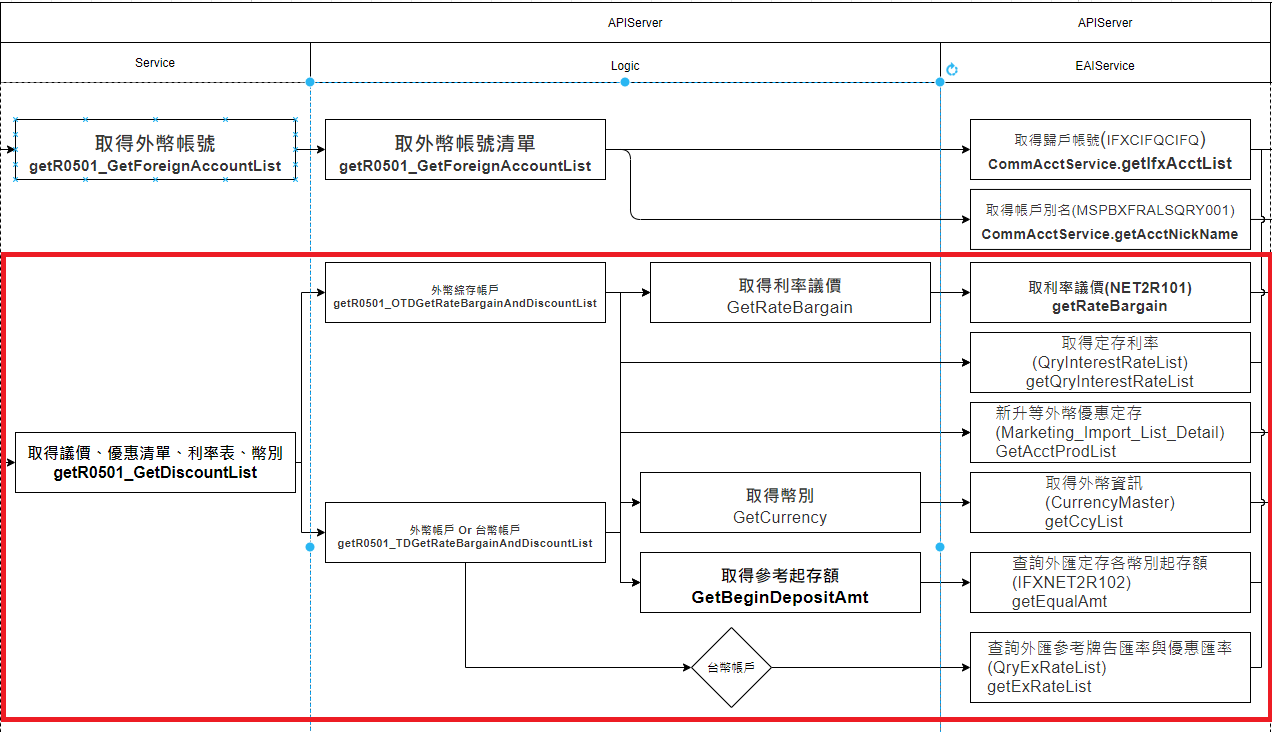 APIServer
APIServer
Service
Logic
EAIService
取得外幣帳號
getR0501_GetForeignAccountList
取外幣帳號清單
getR0501_GetForeignAccountList
取得歸戶帳號(IFXCIFQCIFQ)
CommAcctService.getIfxAcctList
取得帳戶別名(MSPBXFRALSQRY001)
CommAcctService.getAcctNickName
外幣綜存帳戶
getR0501_OTDGetRateBargainAndDiscountList
取得利率議價
GetRateBargain
取利率議價(NET2R101)
getRateBargain
取得定存利率
(QryInterestRateList)
getQryInterestRateList
新升等外幣優惠定存
(Marketing_Import_List_Detail)
GetAcctProdList
取得議價、優惠清單、利率表、幣別
getR0501_GetDiscountList
取得幣別
GetCurrency
取得外幣資訊
(CurrencyMaster)
getCcyList
外幣帳戶 Or 台幣帳戶
getR0501_TDGetRateBargainAndDiscountList
取得參考起存額
GetBeginDepositAmt
查詢外匯定存各幣別起存額
(IFXNET2R102)
getEqualAmt
台幣帳戶
查詢外匯參考牌告匯率與優惠匯率
(QryExRateList)
getExRateList